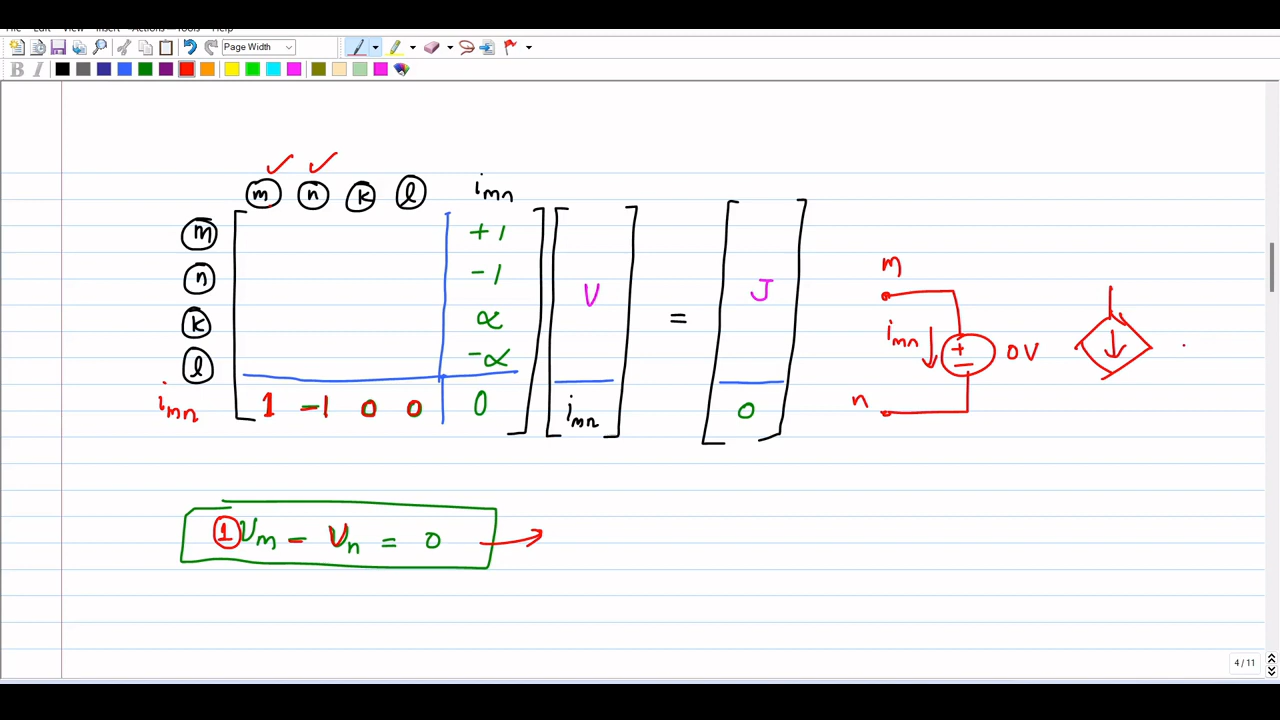 File Edit View Insert Actions Tools Help
Page Width
B I
m n k l i_mn
m +1
n -1
k α
l -α
i_mn 1 -1 0 0 0
V
i_mn
=
J
0
m
i_mn + - 0V
n
1 V_m - V_n = 0
4 / 11